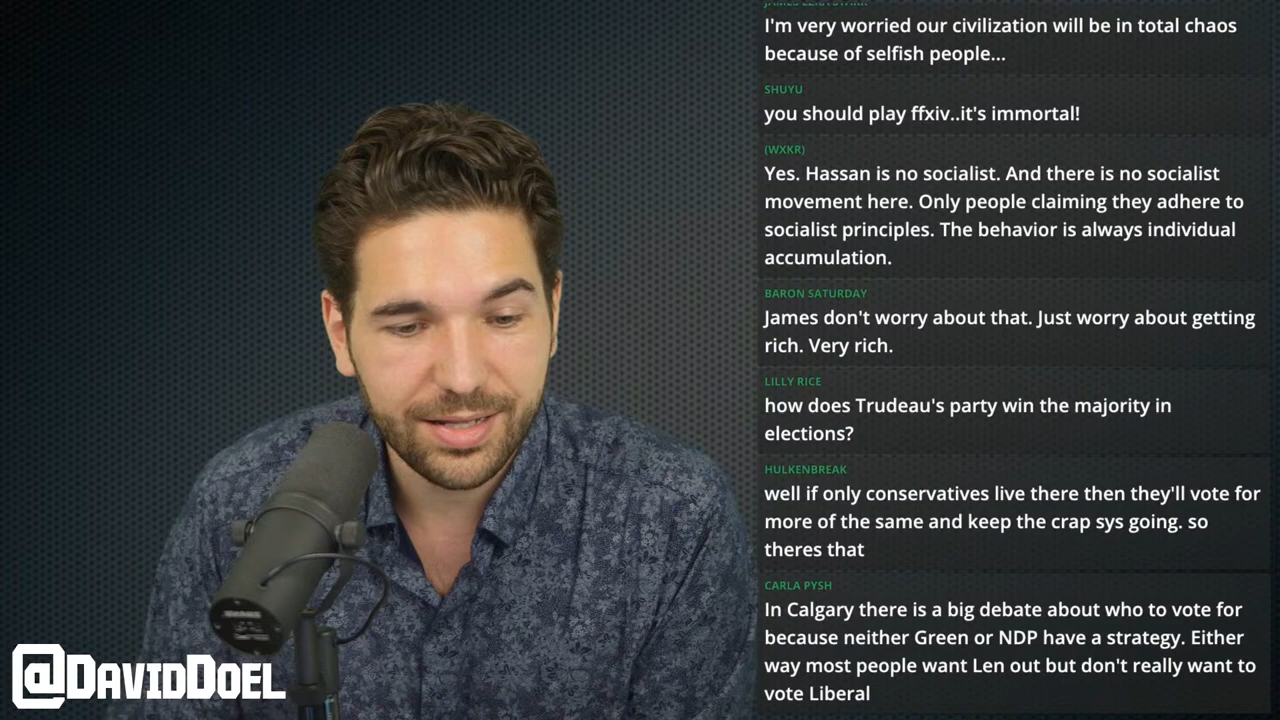 I'm very worried our civilization will be in total chaos
because of selfish people...
SHUYU
you should play ffxiv..it's immortal!
(WXKR)
Yes. Hassan is no socialist. And there is no socialist
movement here. Only people claiming they adhere to
socialist principles. The behavior is always individual
accumulation.
BARON SATURDAY
James don't worry about that. Just worry about getting
rich. Very rich.
LILLY RICE
how does Trudeau's party win the majority in
elections?
HULKENBREAK
well if only conservatives live there then they'll vote for
more of the same and keep the crap sys going. so
theres that
CARLA PYSH
In Calgary there is a big debate about who to vote for
because neither Green or NDP have a strategy. Either
way most people want Len out but don't really want to
vote Liberal
@DAVIDDOEL